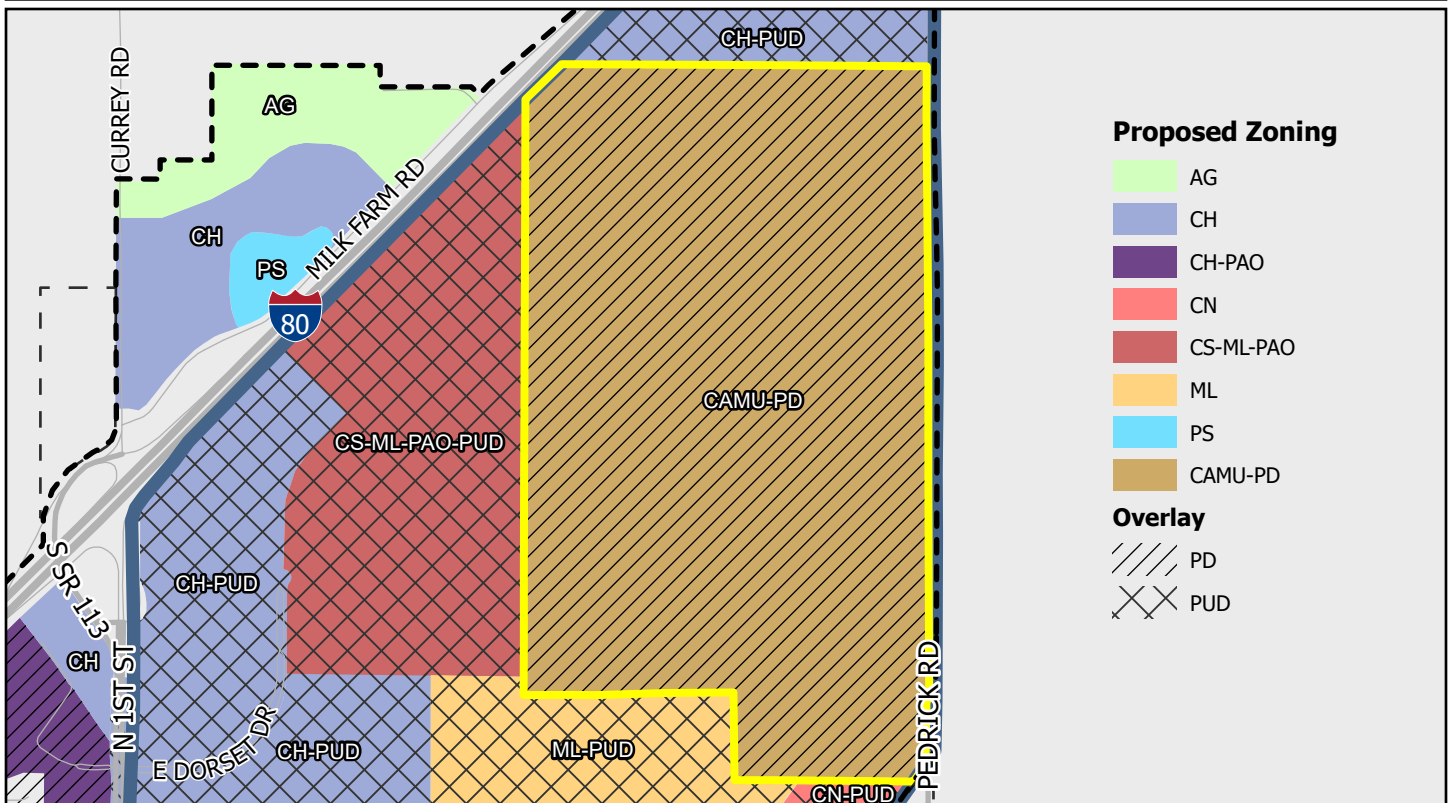 CH-PUD
CURREY RD
AG
CH
MILK FARM RD
PS
80
CAMU-PD
CS-ML-PAO-PUD
CH-PUD
S SR 113
CH
N 1ST ST
PEDRICK RD
E DORSET DR
CH-PUD
ML-PUD
CN-PUD
Proposed Zoning
AG
CH
CH-PAO
CN
CS-ML-PAO
ML
PS
CAMU-PD
Overlay
PD
PUD